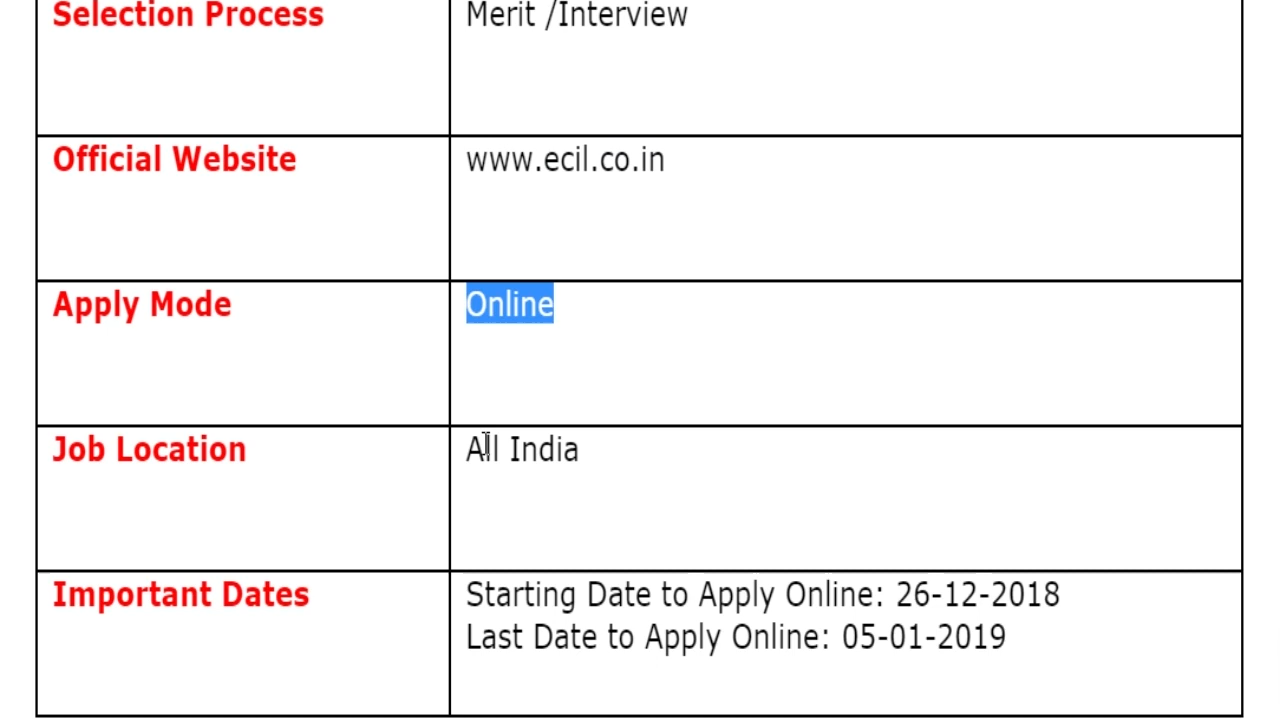 Selection Process
Merit /Interview
Official Website
www.ecil.co.in
Apply Mode
Online
Job Location
All India
Important Dates
Starting Date to Apply Online: 26-12-2018
Last Date to Apply Online: 05-01-2019